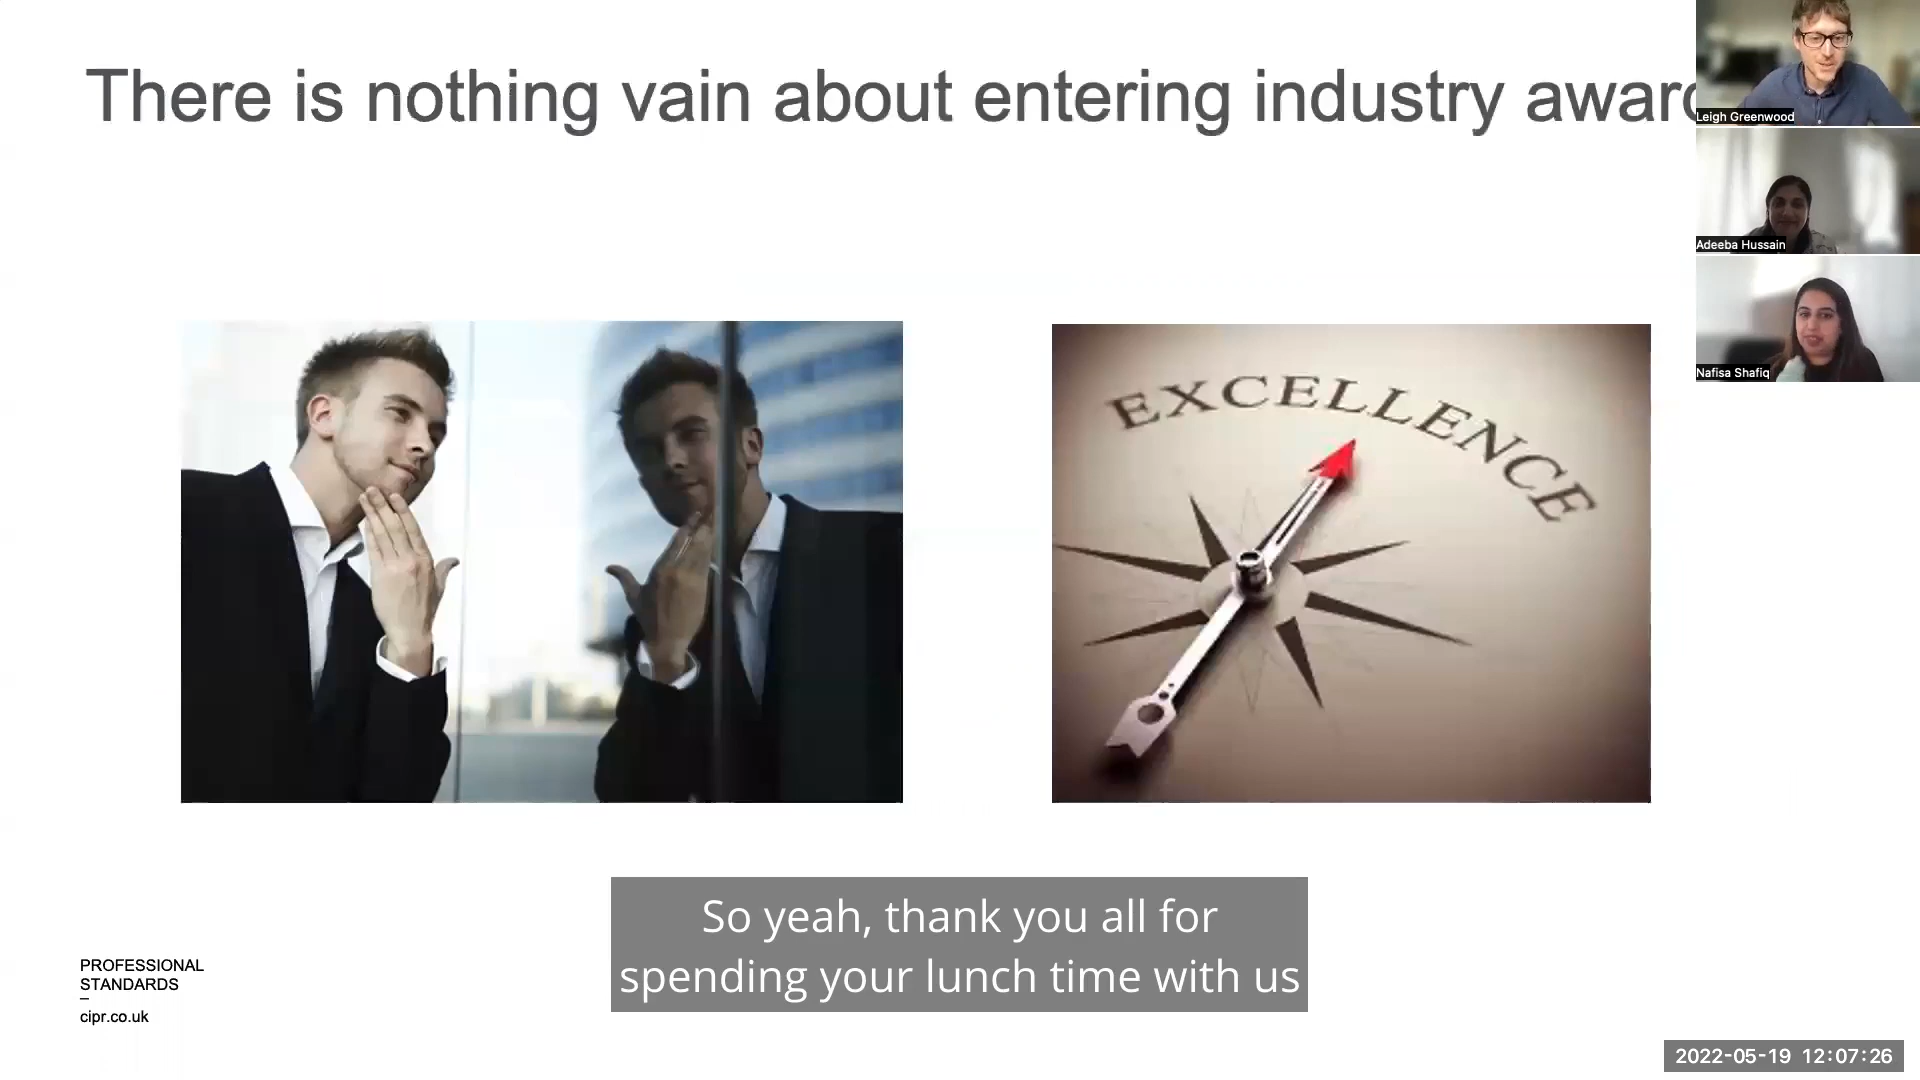 There is nothing vain about entering industry award
Leigh Greenwood
Adeeba Hussain
Nafisa Shafiq
EXCELLENCE
So yeah, thank you all for
spending your lunch time with us
PROFESSIONAL
STANDARDS
–
cipr.co.uk
2022-05-19 12:07:26